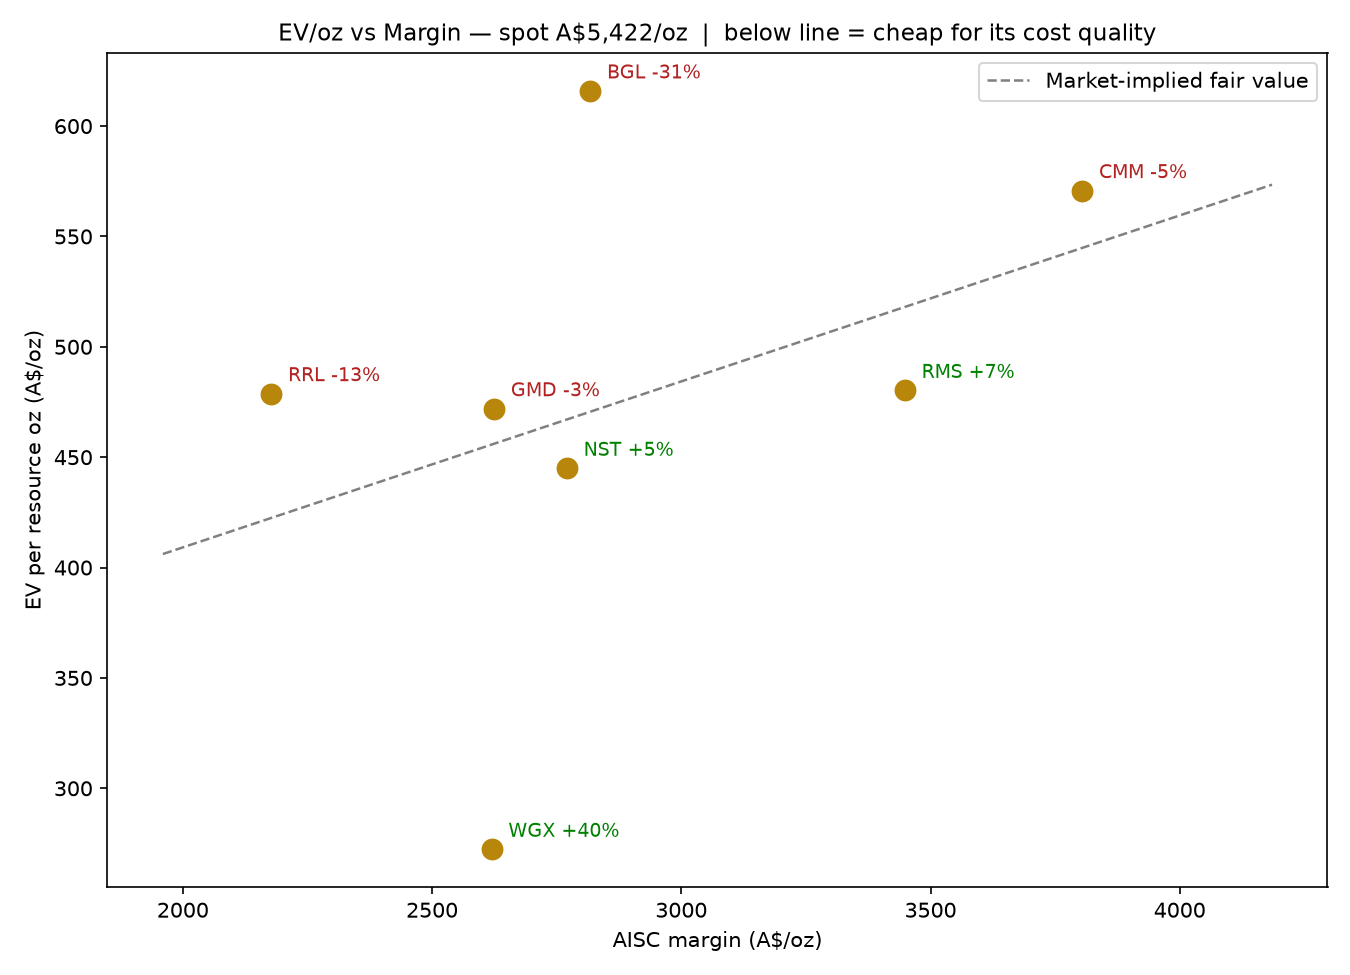 EV/oz vs Margin — spot A$5,422/oz | below line = cheap for its cost quality
Market-implied fair value
BGL -31%
CMM -5%
RRL -13%
GMD -3%
RMS +7%
NST +5%
WGX +40%
EV per resource oz (A$/oz)
600
550
500
450
400
350
300
2000 2500 3000 3500 4000
AISC margin (A$/oz)